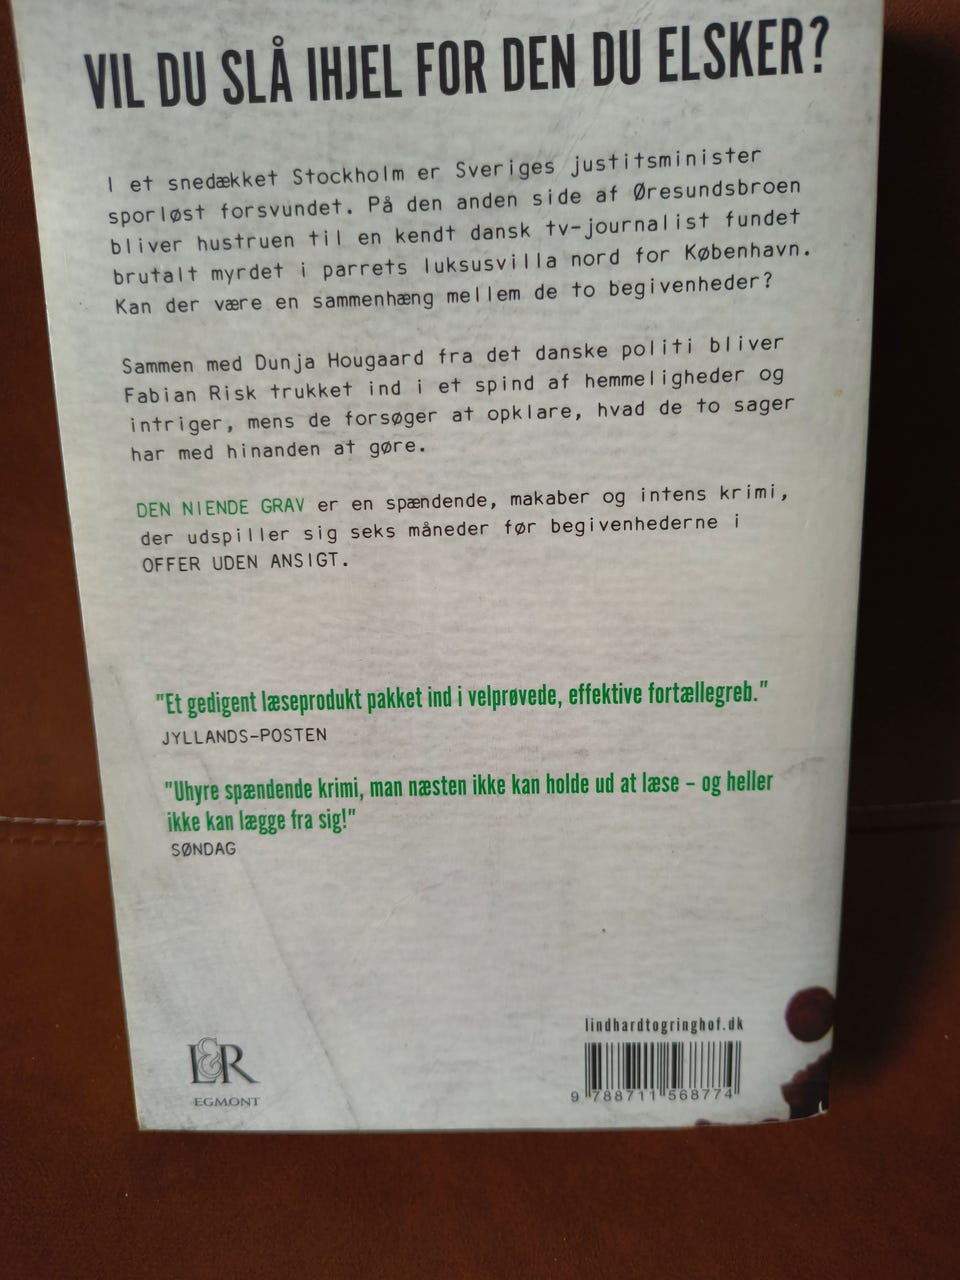 VIL DU SLÅ IHJEL FOR DEN DU ELSKER?
I et snedækket Stockholm er Sveriges justitsminister
sporløst forsvundet. På den anden side af Øresundsbroen
bliver hustruen til en kendt dansk tv-journalist fundet
brutalt myrdet i parrets luksusvilla nord for København.
Kan der være en sammenhæng mellem de to begivenheder?
Sammen med Dunja Hougaard fra det danske politi bliver
Fabian Risk trukket ind i et spind af hemmeligheder og
intriger, mens de forsøger at opklare, hvad de to sager
har med hinanden at gøre.
DEN NIENDE GRAV er en spændende, makaber og intens krimi,
der udspiller sig seks måneder før begivenhederne i
OFFER UDEN ANSIGT.
"Et gedigent læseprodukt pakket ind i velprøvede, effektive fortællegreb."
JYLLANDS-POSTEN
"Uhyre spændende krimi, man næsten ikke kan holde ud at læse – og heller
ikke kan lægge fra sig!"
SØNDAG
lindhardtogringhof.dk
L&R
EGMONT
9 788711 568774